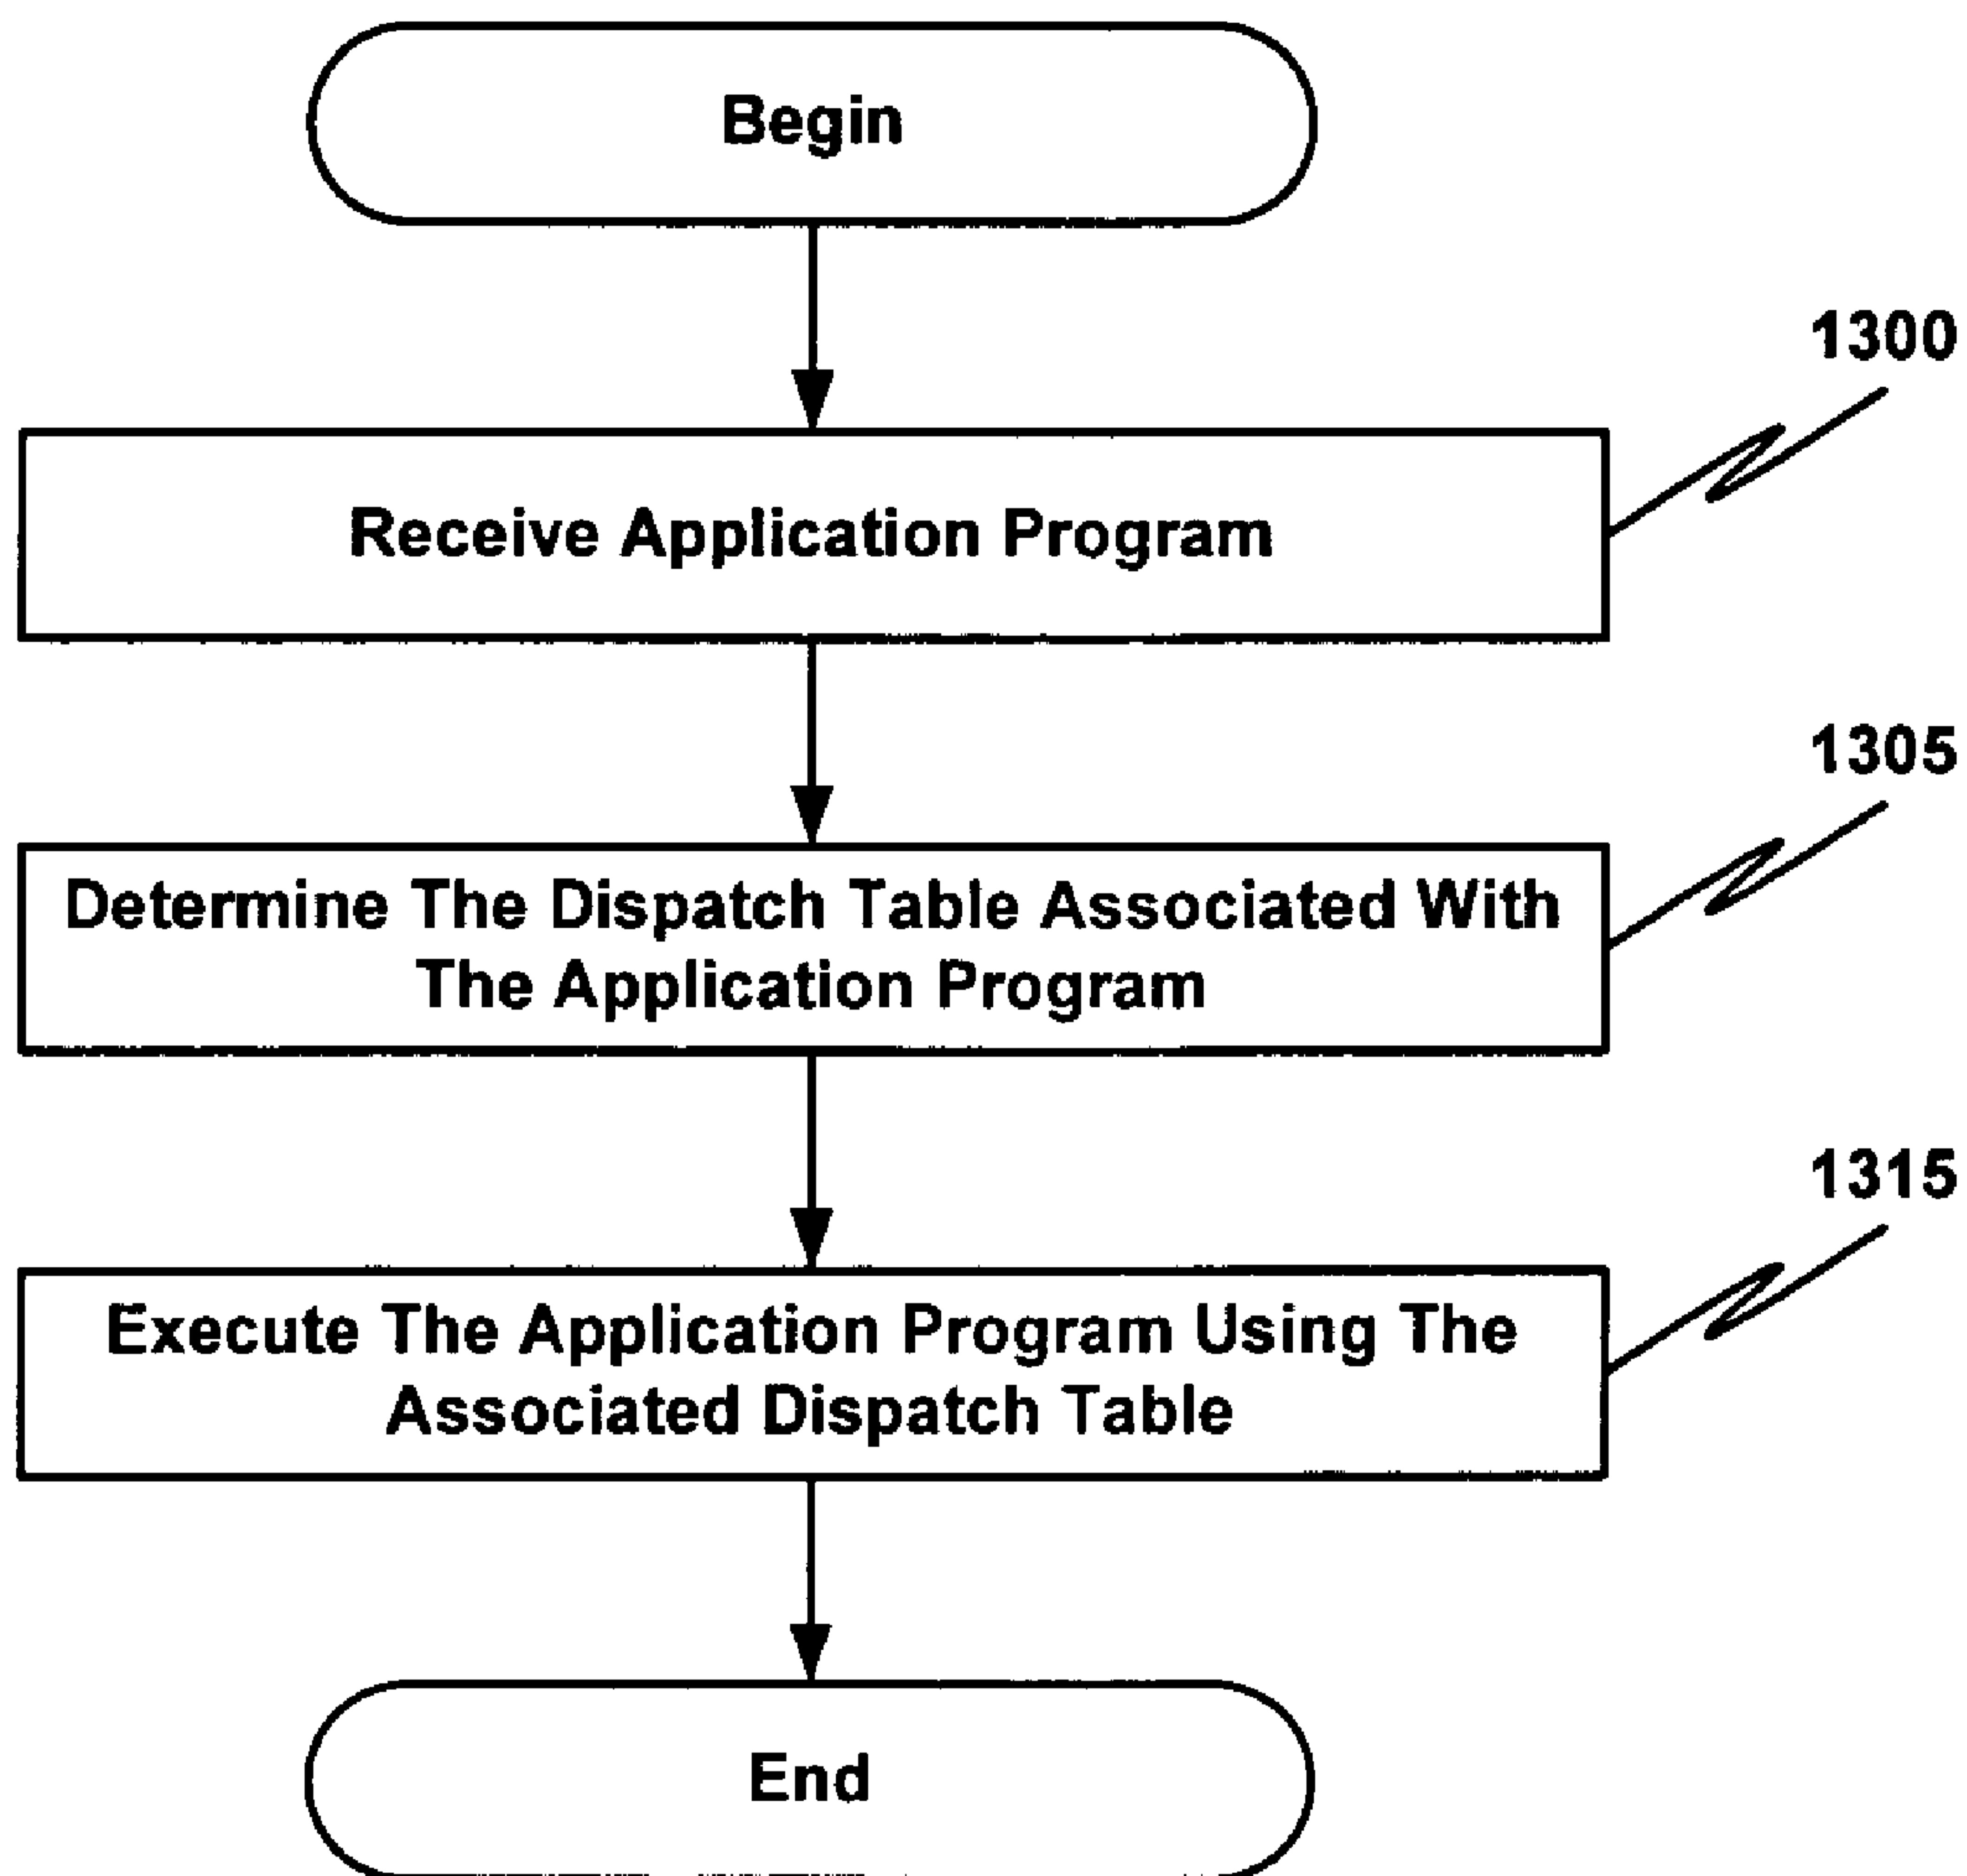 Begin
1300
Receive Application Program
1305
Determine The Dispatch Table Associated With
The Application Program
1315
Execute The Application Program Using The
Associated Dispatch Table
End